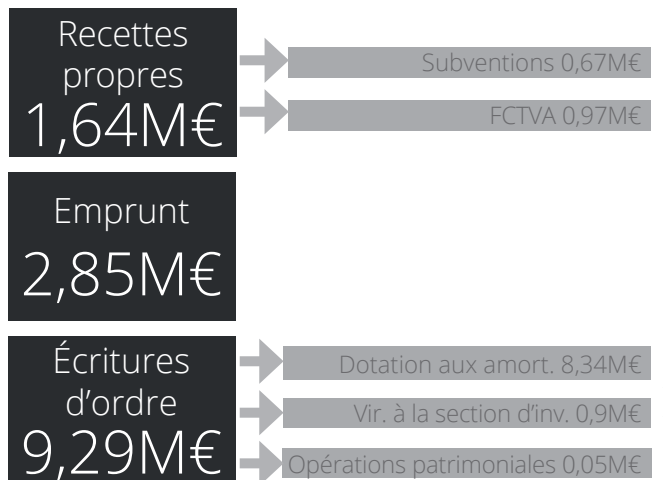 Recettes
propres
1,64M€
Subventions 0,67M€
FCTVA 0,97M€
Emprunt
2,85M€
Écritures
d’ordre
9,29M€
Dotation aux amort. 8,34M€
Vir. à la section d’inv. 0,9M€
Opérations patrimoniales 0,05M€